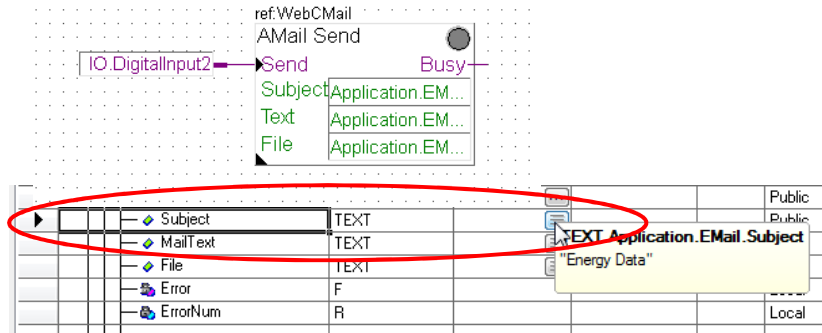 ref:WebCMail
AMail Send
IO.DigitalInput2
Send Busy
Subject Application.EM...
Text Application.EM...
File Application.EM...
Public
Subject TEXT Public
MailText TEXT
File TEXT
TEXT Application.EMail.Subject
"Energy Data"
Error F Local
ErrorNum R Local